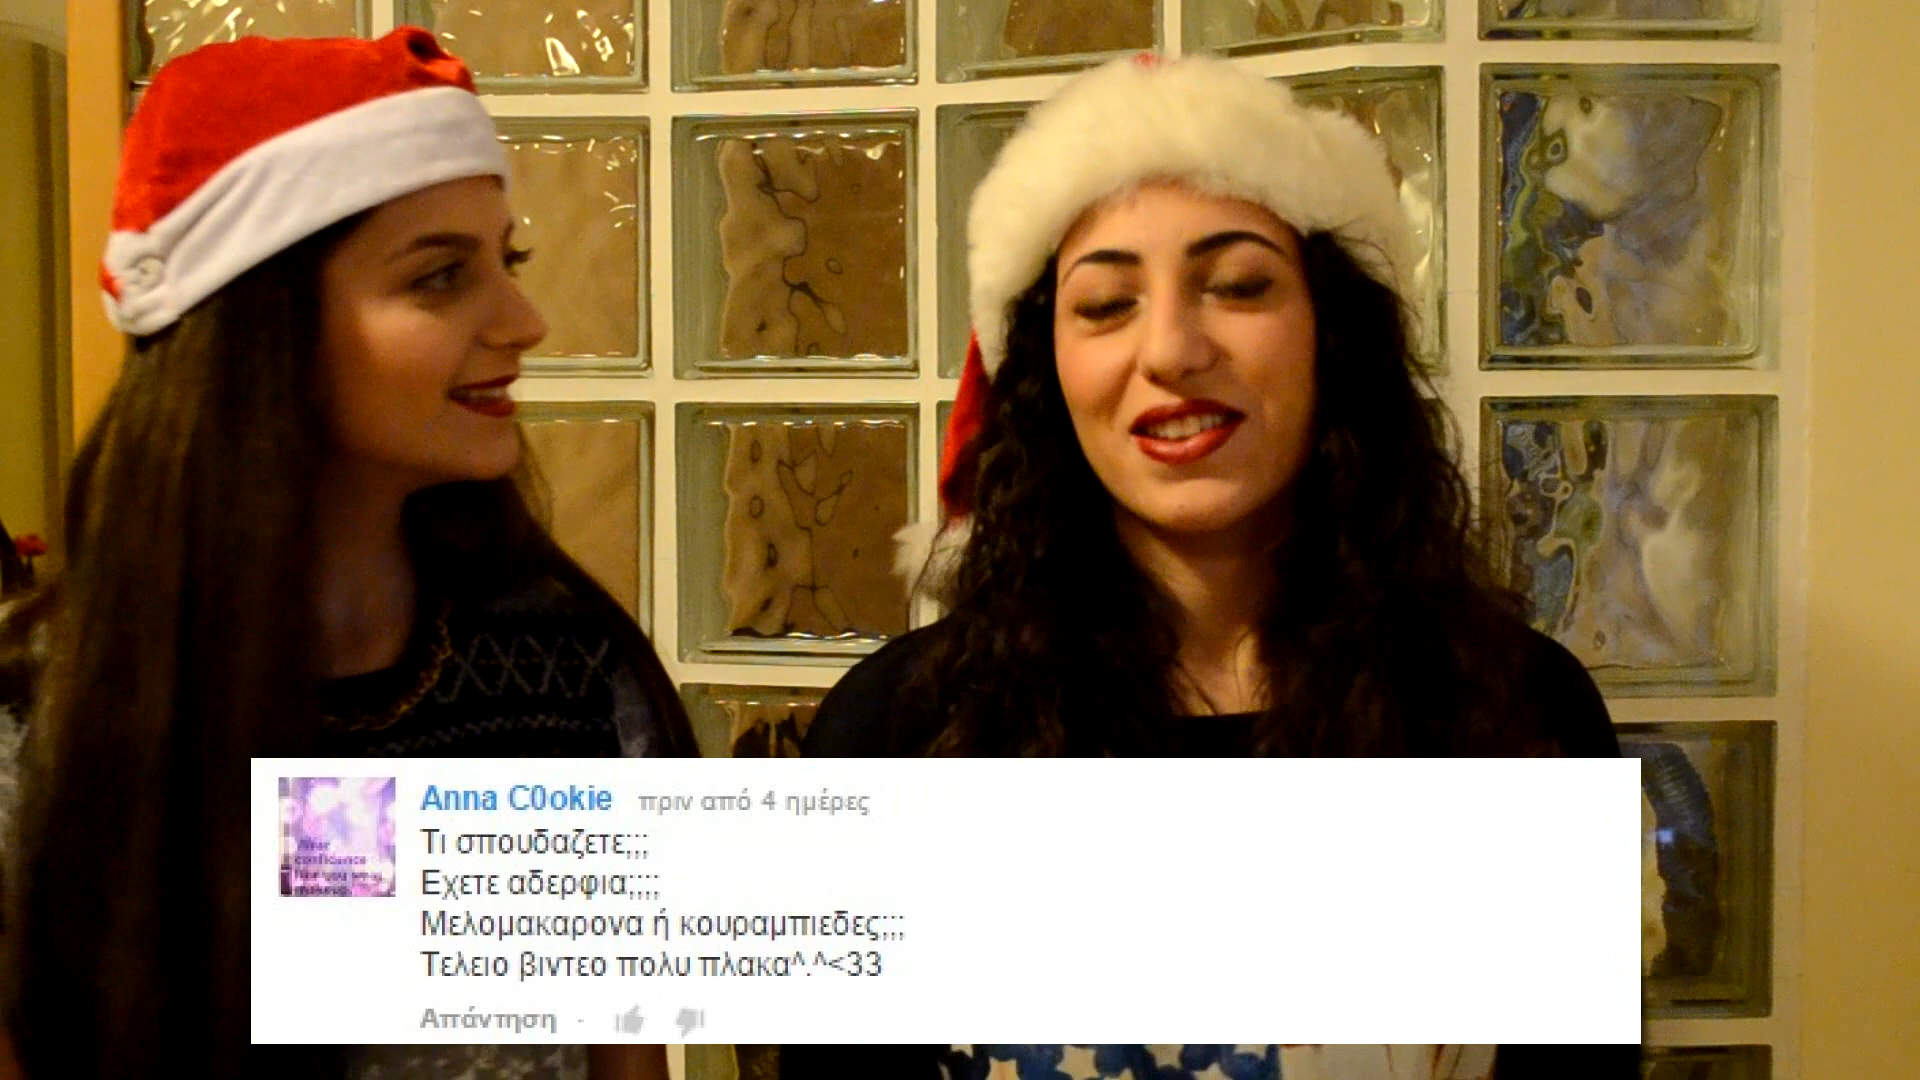 Anna C0okie πριν από 4 ημέρες
Τι σπουδαζετε;;;
Εχετε αδερφια;;;;
Μελομακαρονα ή κουραμπιεδες;;;
Τελειο βιντεο πολυ πλακα^.^<33
Απάντηση ·